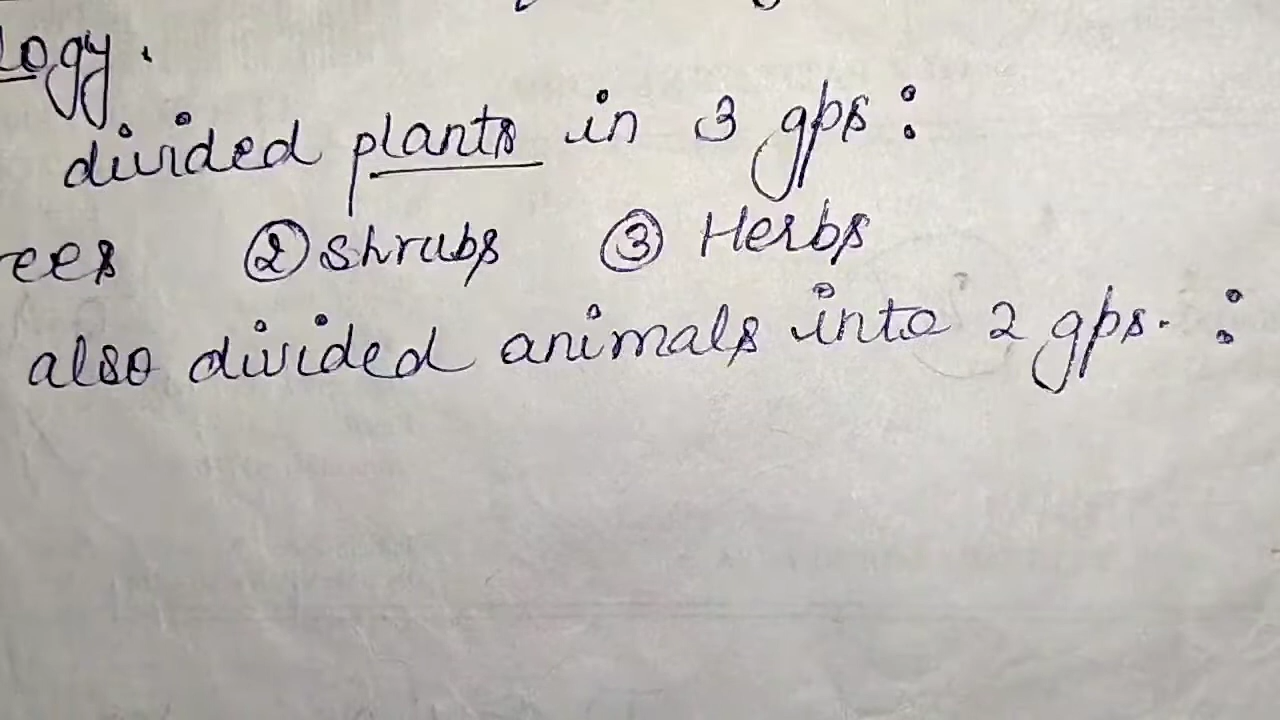 logy.
divided plants in 3 gps :
ees ② shrubs ③ Herbs
also divided animals into 2 gps. :